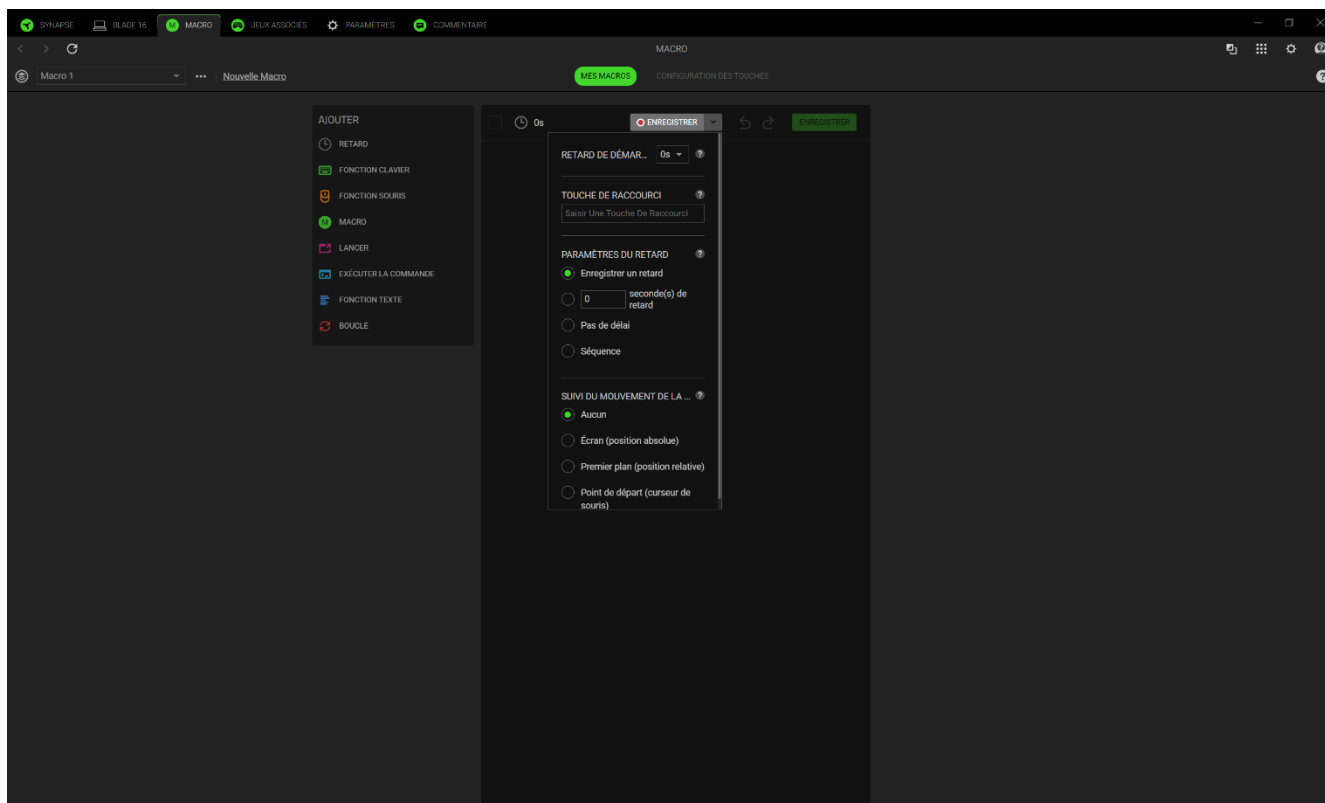 SYNAPSE BLADE 16 MACRO JEUX ASSOCIÉS PARAMÈTRES COMMENTAIRE
MACRO
Macro 1 Nouvelle Macro MES MACROS CONFIGURATION DES TOUCHES
AJOUTER
RETARD
FONCTION CLAVIER
FONCTION SOURIS
MACRO
LANCER
EXÉCUTER LA COMMANDE
FONCTION TEXTE
BOUCLE
0s ENREGISTRER ENREGISTRER
RETARD DE DÉMAR... 0s
TOUCHE DE RACCOURCI
Saisir Une Touche De Raccourci
PARAMÈTRES DU RETARD
Enregistrer un retard
0 seconde(s) de
retard
Pas de délai
Séquence
SUIVI DU MOUVEMENT DE LA ...
Aucun
Écran (position absolue)
Premier plan (position relative)
Point de départ (curseur de
souris)